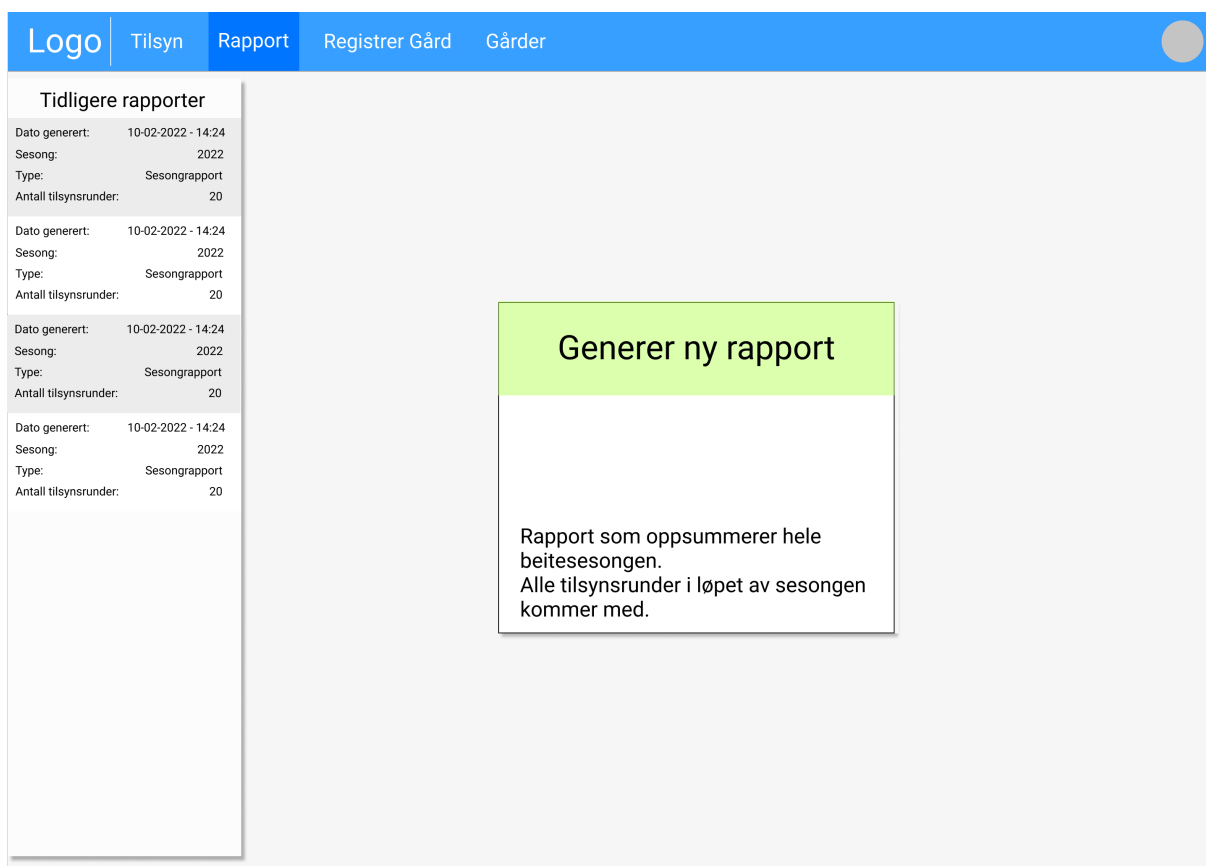 Logo Tilsyn Rapport Registrer Gård Gårder
Tidligere rapporter
Dato generert: 10-02-2022 - 14:24
Sesong: 2022
Type: Sesongrapport
Antall tilsynsrunder: 20
Dato generert: 10-02-2022 - 14:24
Sesong: 2022
Type: Sesongrapport
Antall tilsynsrunder: 20
Dato generert: 10-02-2022 - 14:24
Sesong: 2022
Type: Sesongrapport
Antall tilsynsrunder: 20
Dato generert: 10-02-2022 - 14:24
Sesong: 2022
Type: Sesongrapport
Antall tilsynsrunder: 20
Generer ny rapport
Rapport som oppsummerer hele
beitesesongen.
Alle tilsynsrunder i løpet av sesongen
kommer med.